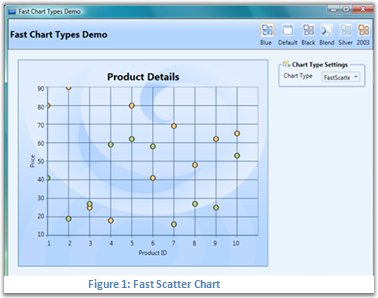 Fast Chart Types Demo
Fast Chart Types Demo
Blue Default Black Blend Silver 2003
Product Details
Chart Type Settings
Chart Type FastScatte
90
80
70
60
50
40
30
20
10
Price
1 2 3 4 5 6 7 8 9 10
Product ID
Figure 1: Fast Scatter Chart